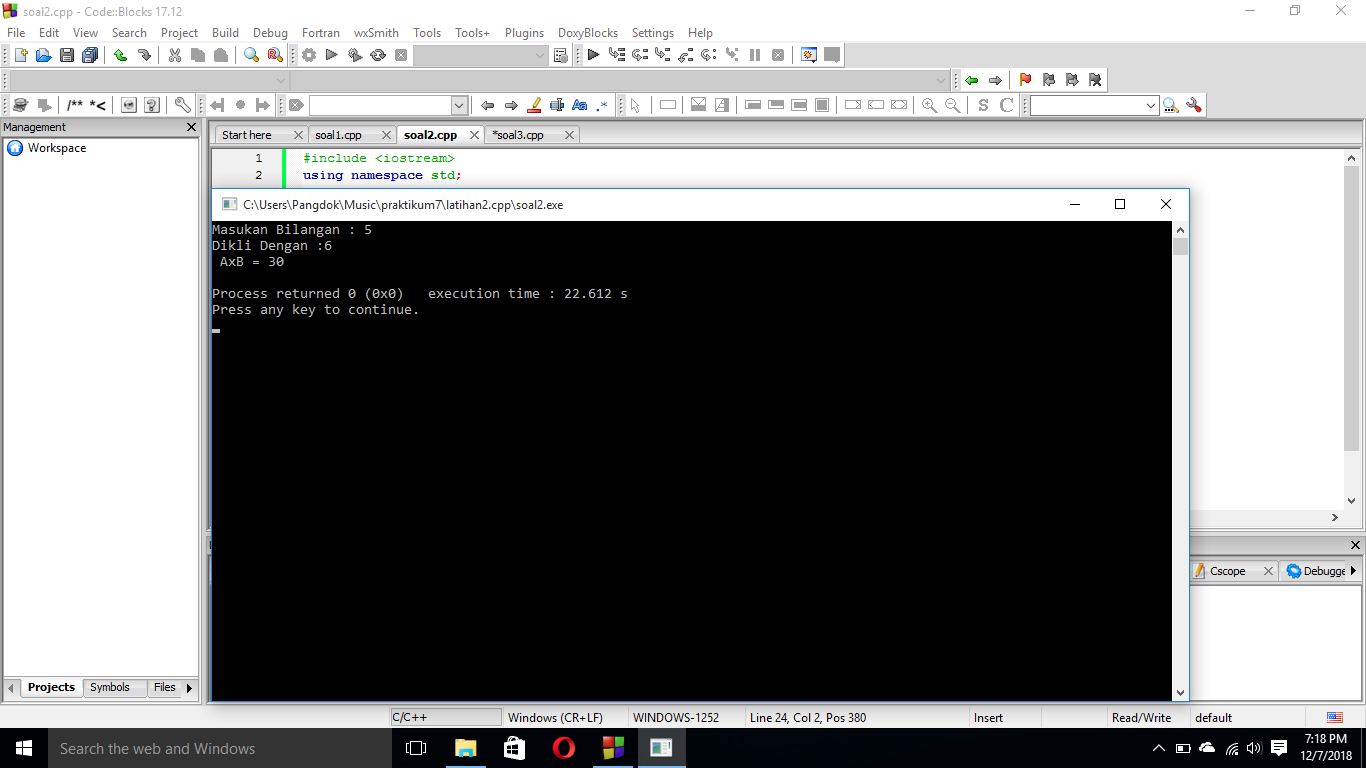 soal2.cpp - Code::Blocks 17.12
File Edit View Search Project Build Debug Fortran wxSmith Tools Tools+ Plugins DoxyBlocks Settings Help
/** *<
Aa .*
S C
Management
Workspace
Start here soal1.cpp soal2.cpp *soal3.cpp
1 #include <iostream>
2 using namespace std;
C:\Users\Pangdok\Music\praktikum7\latihan2.cpp\soal2.exe
Masukan Bilangan : 5
Dikli Dengan :6
AxB = 30
Process returned 0 (0x0) execution time : 22.612 s
Press any key to continue.
Cscope Debugge
Projects Symbols Files
C/C++ Windows (CR+LF) WINDOWS-1252 Line 24, Col 2, Pos 380 Insert Read/Write default
Search the web and Windows
7:18 PM
12/7/2018